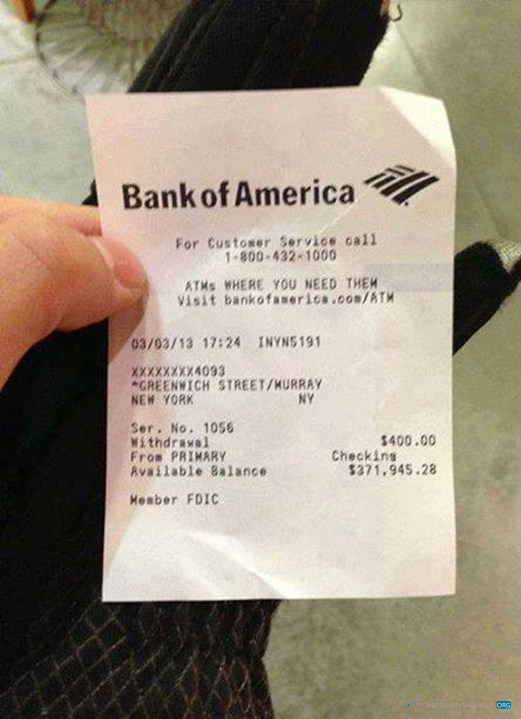 Bank of America
For Customer Service call
1-800-432-1000
ATMs WHERE YOU NEED THEM
Visit bankofamerica.com/ATM
03/03/13 17:24 INYN5191
XXXXXXXX4093
*GREENWICH STREET/MURRAY
NEW YORK NY
Ser. No. 1056
Withdrawal $400.00
From PRIMARY Checking
Available Balance $371,945.28
Member FDIC
ORG